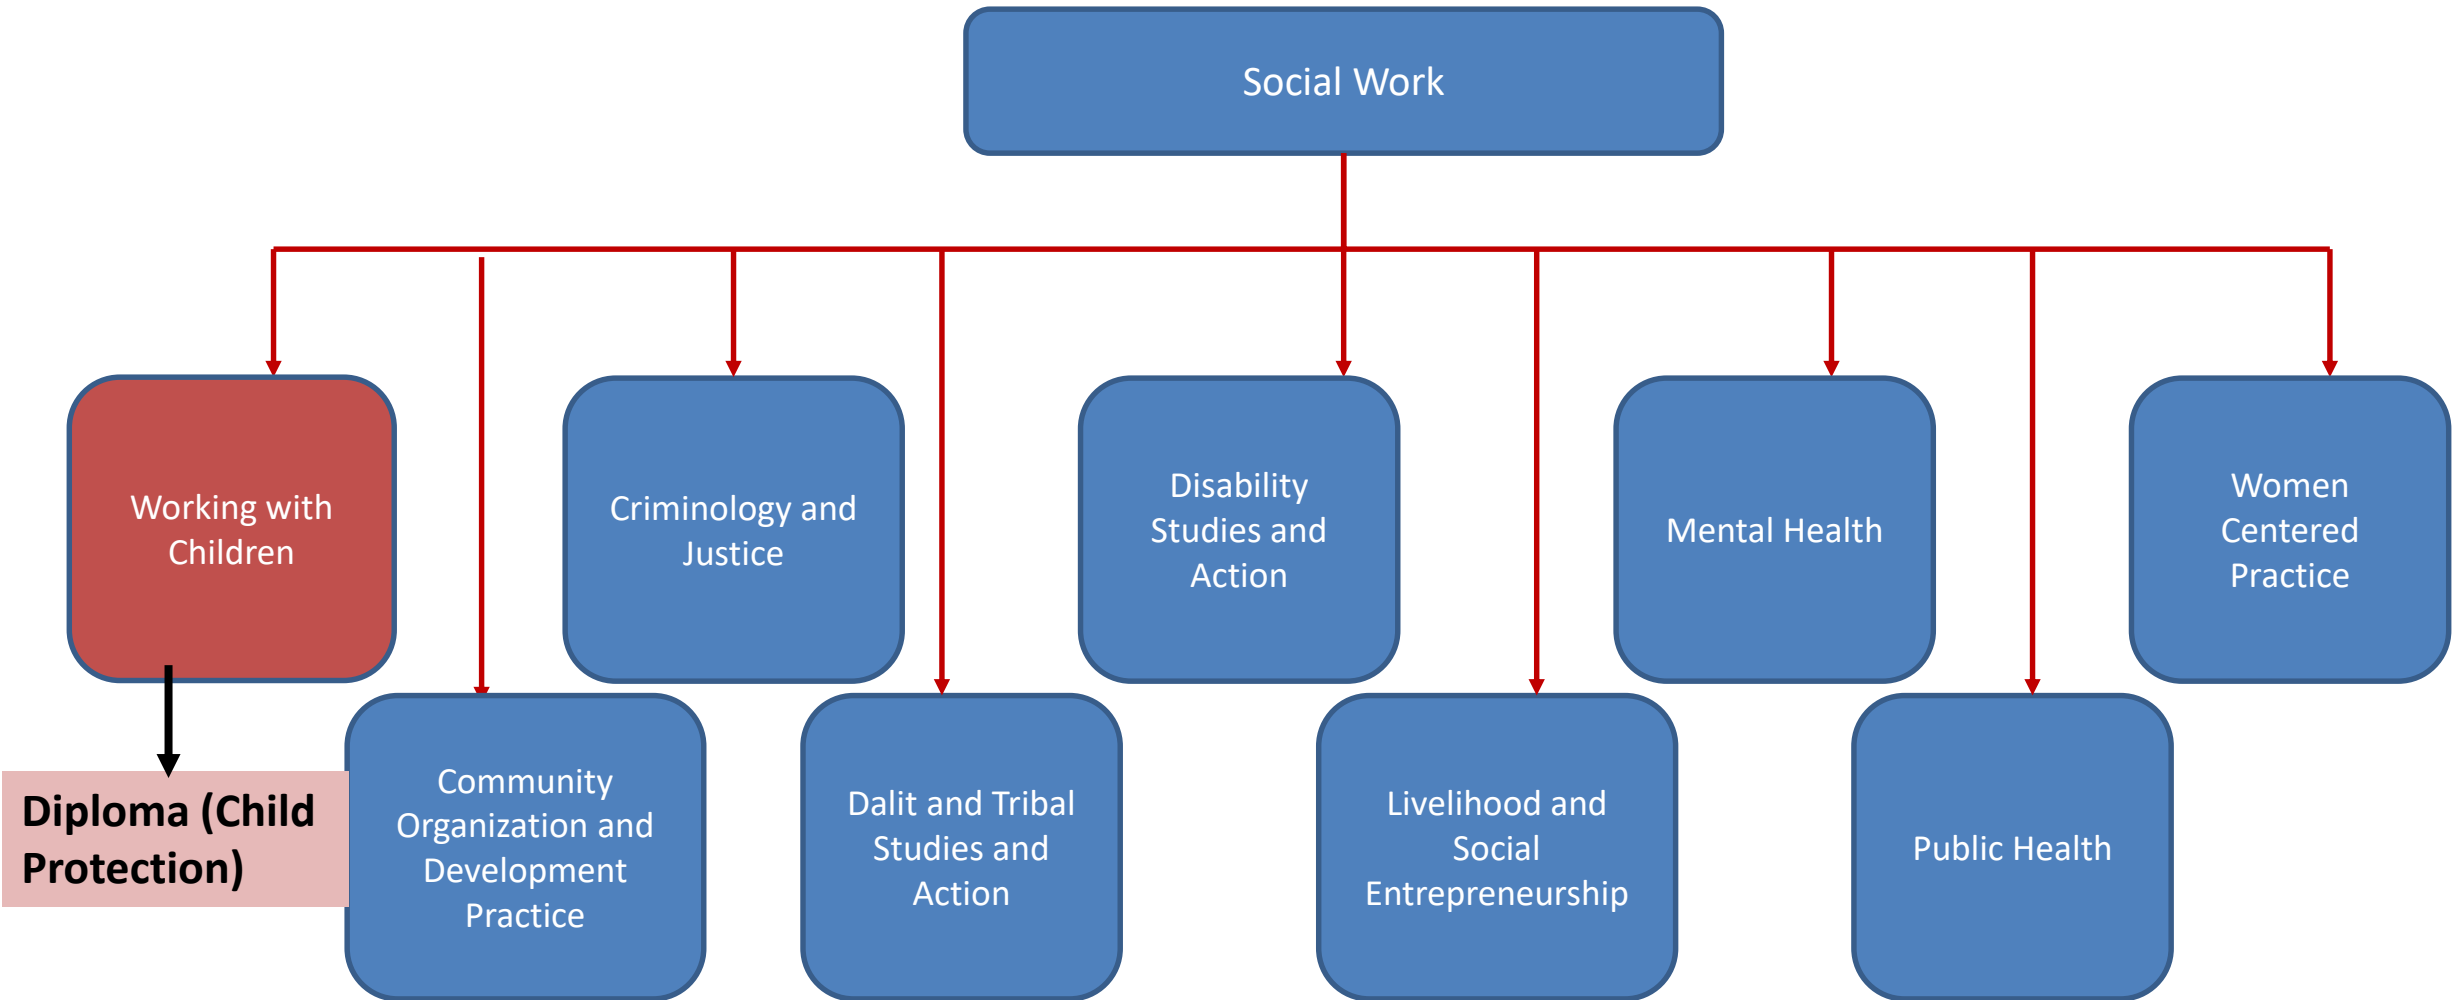 Social Work
Working with
Children
Criminology and
Justice
Disability
Studies and
Action
Mental Health
Women
Centered
Practice
Diploma (Child
Protection)
Community
Organization and
Development
Practice
Dalit and Tribal
Studies and
Action
Livelihood and
Social
Entrepreneurship
Public Health